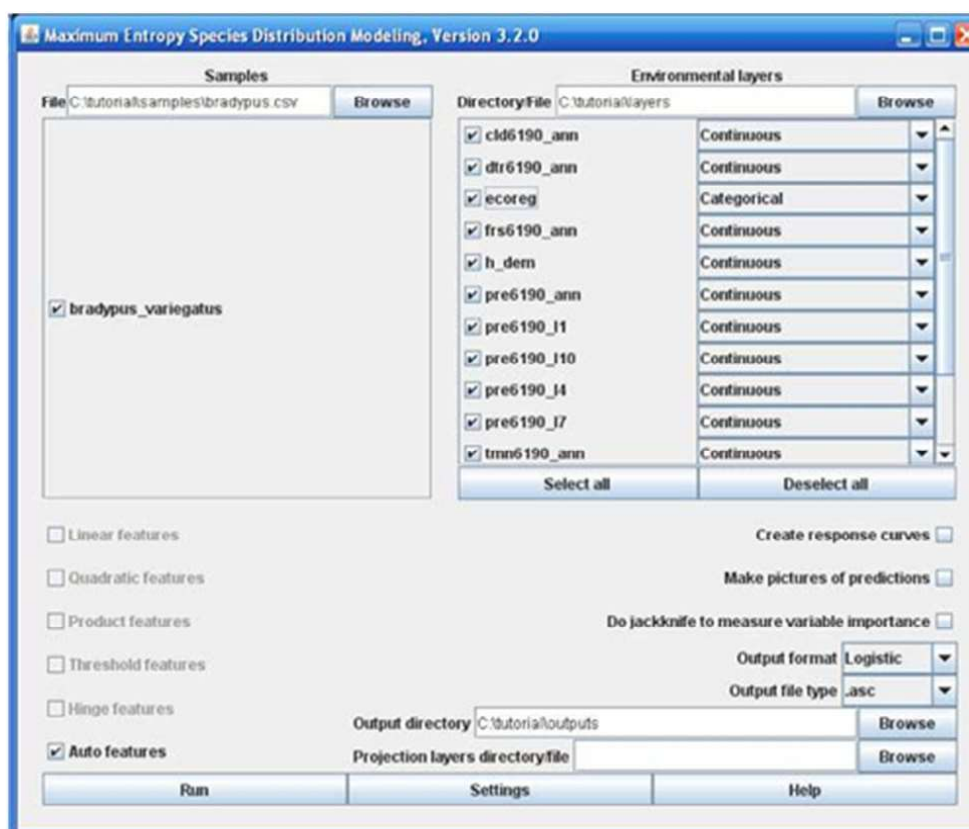 Maximum Entropy Species Distribution Modeling, Version 3.2.0
Samples
File C:\tutorial\samples\bradypus.csv Browse
bradypus_variegatus
Environmental layers
Directory/File C:\tutorial\layers Browse
cld6190_ann Continuous
dtr6190_ann Continuous
ecoreg Categorical
frs6190_ann Continuous
h_dem Continuous
pre6190_ann Continuous
pre6190_l1 Continuous
pre6190_l10 Continuous
pre6190_l4 Continuous
pre6190_l7 Continuous
tmn6190_ann Continuous
Select all Deselect all
Linear features
Quadratic features
Product features
Threshold features
Hinge features
Auto features
Create response curves
Make pictures of predictions
Do jackknife to measure variable importance
Output format Logistic
Output file type .asc
Output directory C:\tutorial\outputs Browse
Projection layers directory/file Browse
Run Settings Help